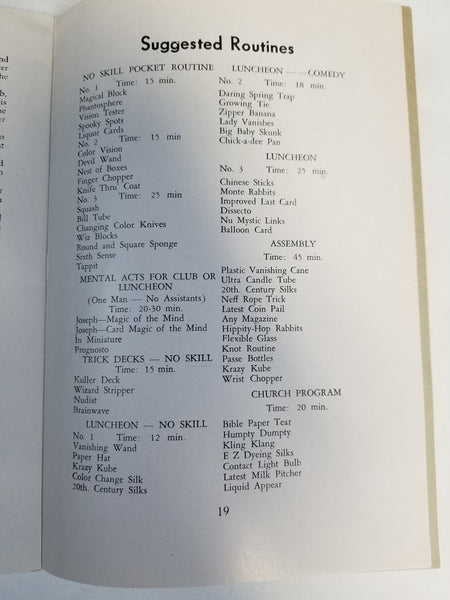 Suggested Routines
NO SKILL POCKET ROUTINE
No. 1 Time: 15 min.
Magical Block
Phantosphere
Vision Tester
Spooky Spots
Liquor Cards
No. 2 Time: 15 min
Color Vision
Devil Wand
Nest of Boxes
Finger Chopper
Knife Thru' Coat
No. 3 Time: 25 min
Squash
Bill Tube
Changing Color Knives
Wiz Blocks
Round and Square Sponge
Sixth Sense
Tappit
MENTAL ACTS FOR CLUB OR
LUNCHEON
(One Man — No Assistants)
Time: 20-30 min.
Joseph—Magic of the Mind
Joseph—Card Magic of the Mind
In Miniature
Prognosto
TRICK DECKS — NO SKILL
Time: 15 min.
Kuller Deck
Wizard Stripper
Nudist
Brainwave
LUNCHEON — NO SKILL
No. 1 Time: 12 min.
Vanishing Wand
Paper Hat
Krazy Kube
Color Change Silk
20th. Century Silks
LUNCHEON — —COMEDY
No. 2 Time: 18 min.
Daring Spring Trap
Growing Tie
Zipper Banana
Lady Vanishes
Big Baby Skunk
Chick-a-dee Pan
LUNCHEON
No. 3 Time: 25 min.
Chinese Sticks
Monte Rabbits
Improved Last Card
Dissecto
Nu Mystic Links
Balloon Card
ASSEMBLY
Time: 45 min.
Plastic Vanishing Cane
Ultra Candle Tube
20th. Century Silks
Neff Rope Trick
Latest Coin Pail
Any Magazine
Hippity-Hop Rabbits
Flexible Glass
Knot Routine
Passe Bottles
Krazy Kube
Wrist Chopper
CHURCH PROGRAM
Time: 20 min.
Bible Paper Tear
Humpty Dumpty
Kling Klang
E Z Dyeing Silks
Contact Light Bulb
Latest Milk Pitcher
Liquid Appear
19